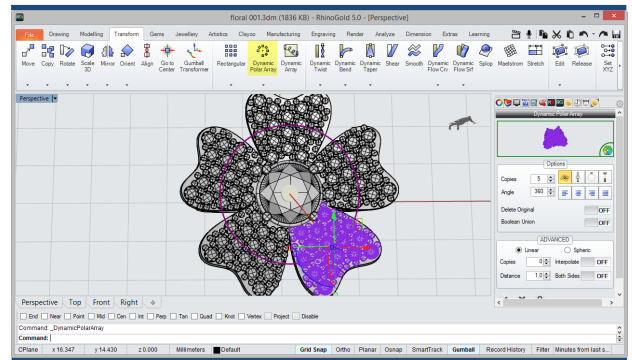 floral 001.3dm (1836 KB) - RhinoGold 5.0 - [Perspective]
File Drawing Modelling Transform Gems Jewellery Artistics Clayoo Manufacturing Engraving Render Analyze Dimension Extras Learning
Move Copy Rotate Scale 3D Mirror Orient Align Go to Center Gumball Transformer Rectangular Dynamic Polar Array Dynamic Array Dynamic Twist Dynamic Bend Dynamic Taper Shear Smooth Dynamic Flow Crv Dynamic Flow Srf Splop Maelstrom Stretch Edit Release Set XYZ
Perspective
Dynamic Polar Array
Options
Copies 5
Angle 360
Delete Original OFF
Boolean Union OFF
ADVANCED
Linear Spheric
Copies 0 Interpolate OFF
Distance 1.0 Both Sides OFF
Perspective Top Front Right
End Near Point Mid Cen Int Perp Tan Quad Knot Vertex Project Disable
Command: _DynamicPolarArray
Command:
CPlane x 16.347 y 14.430 z 0.000 Millimeters Default Grid Snap Ortho Planar Osnap SmartTrack Gumball Record History Filter Minutes from last s...